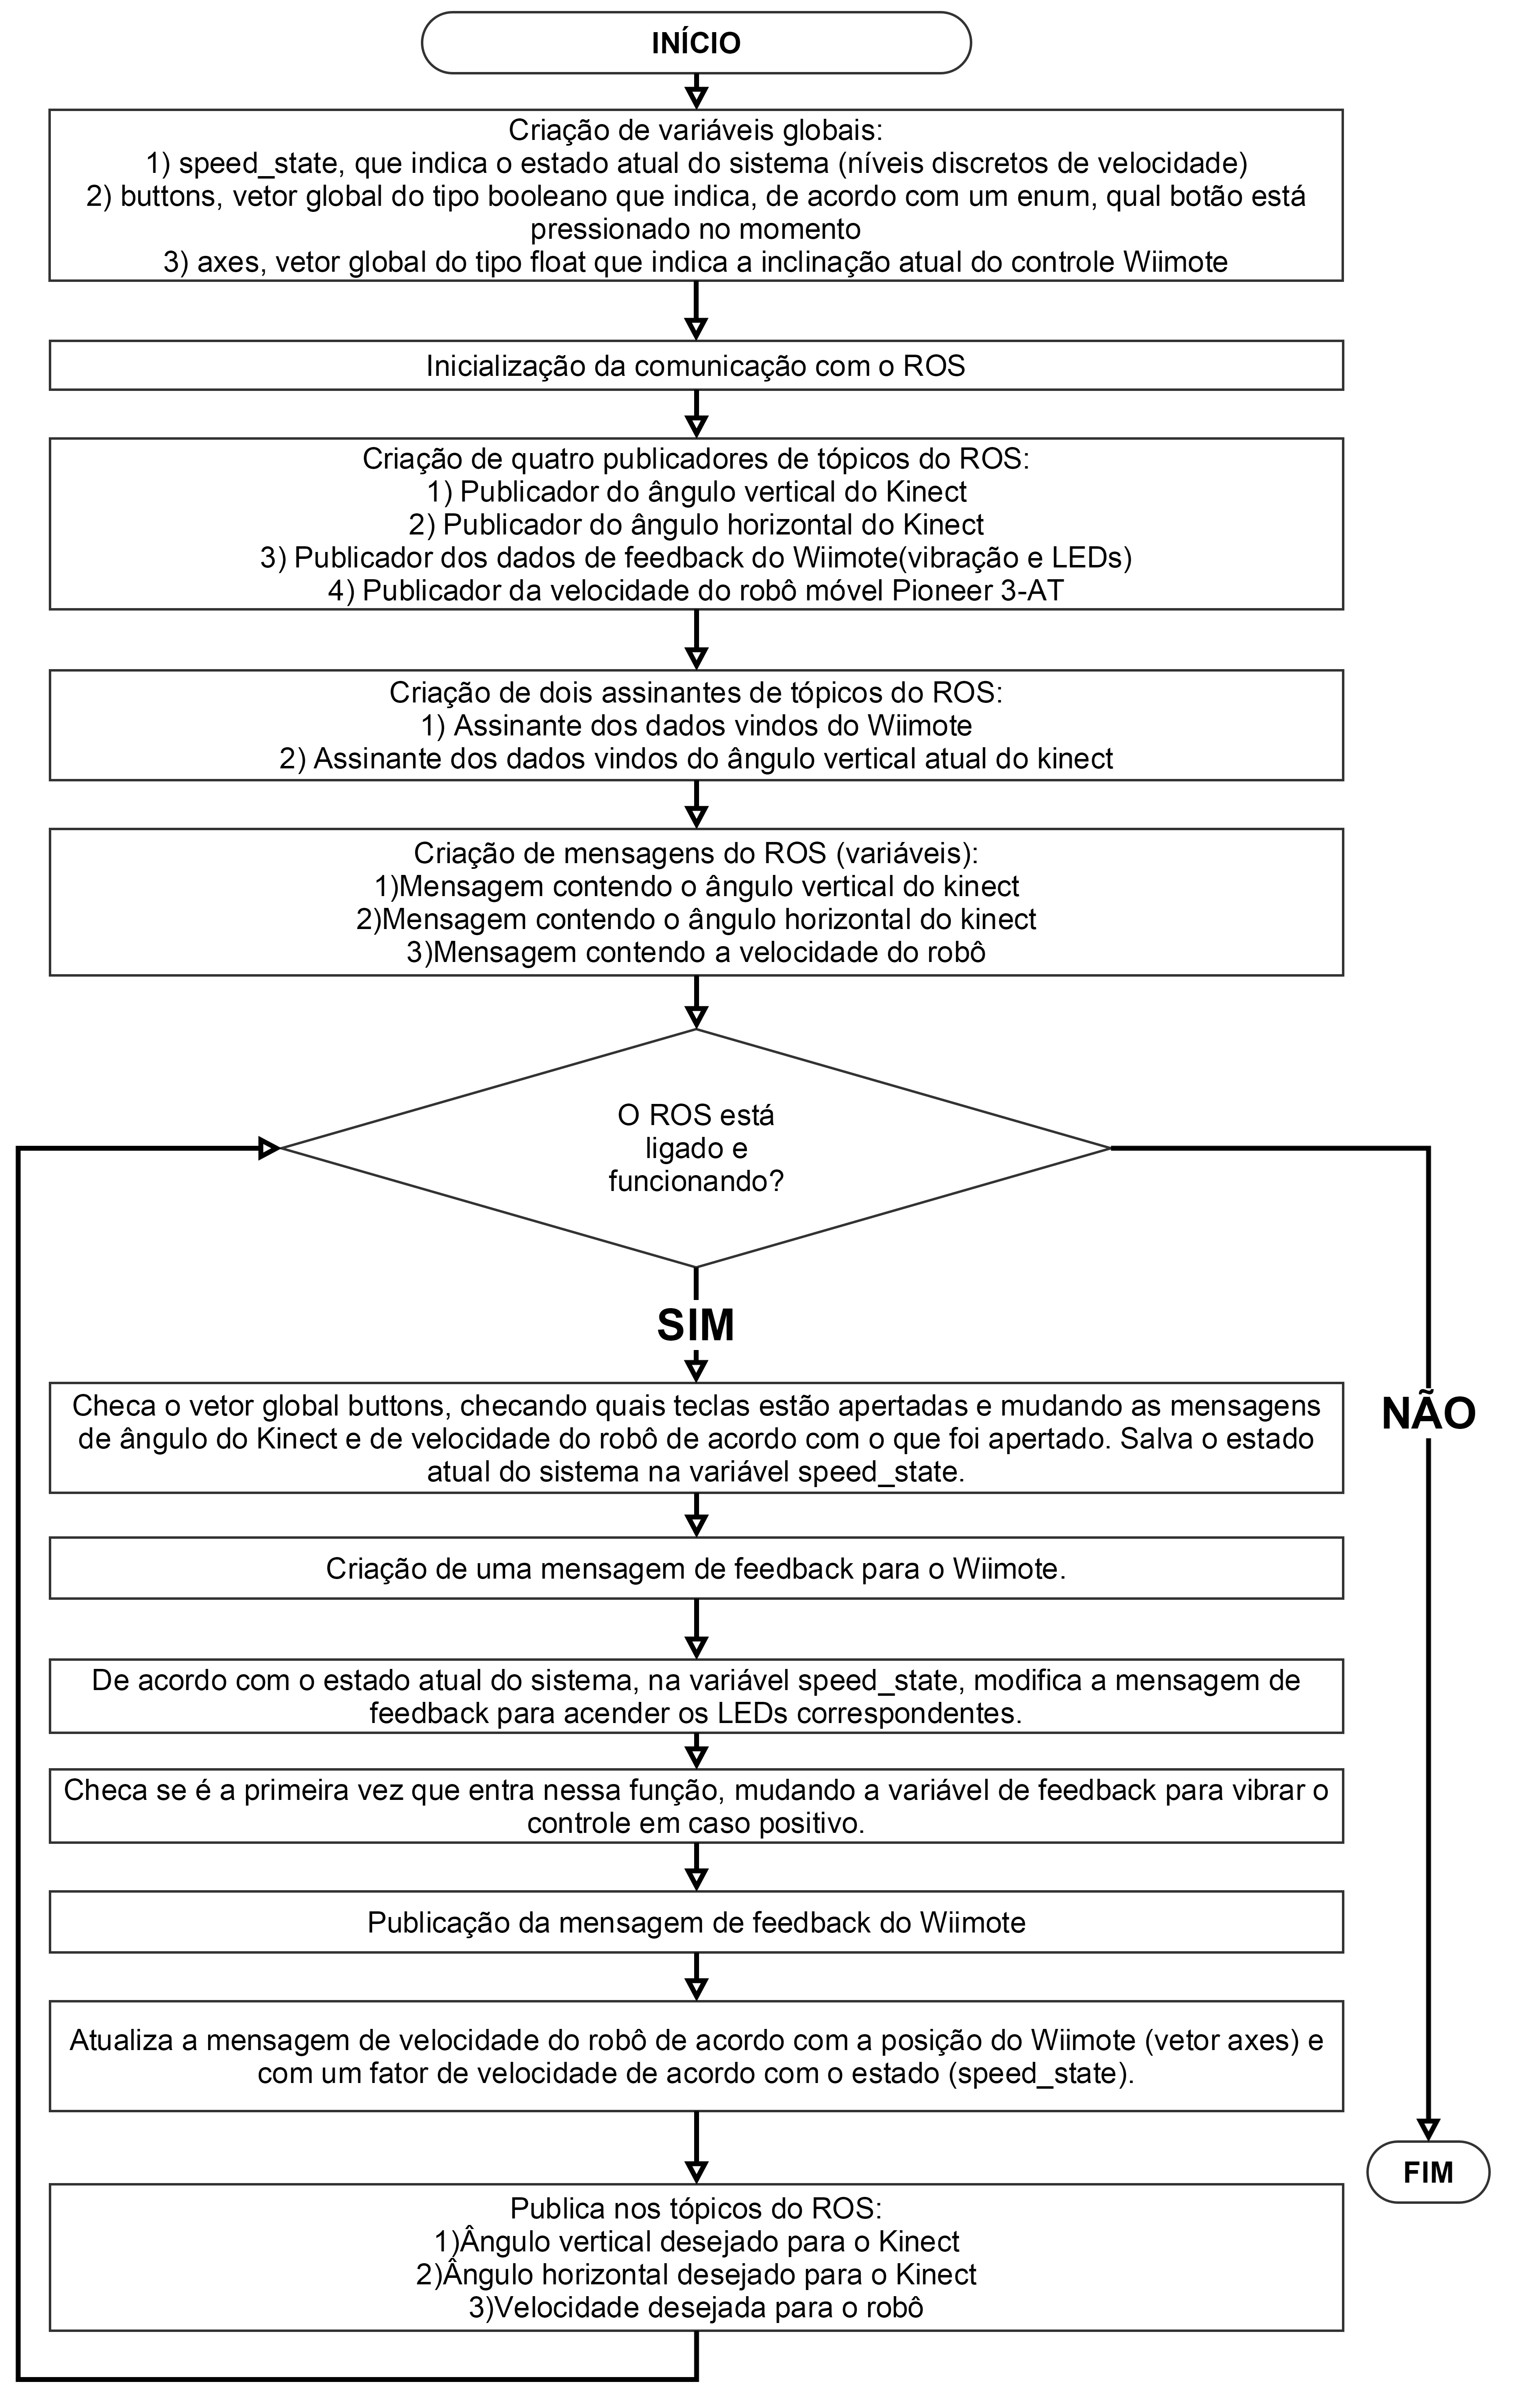 INÍCIO
Criação de variáveis globais:
1) speed_state, que indica o estado atual do sistema (níveis discretos de velocidade)
2) buttons, vetor global do tipo booleano que indica, de acordo com um enum, qual botão está
pressionado no momento
3) axes, vetor global do tipo float que indica a inclinação atual do controle Wiimote
Inicialização da comunicação com o ROS
Criação de quatro publicadores de tópicos do ROS:
1) Publicador do ângulo vertical do Kinect
2) Publicador do ângulo horizontal do Kinect
3) Publicador dos dados de feedback do Wiimote(vibração e LEDs)
4) Publicador da velocidade do robô móvel Pioneer 3-AT
Criação de dois assinantes de tópicos do ROS:
1) Assinante dos dados vindos do Wiimote
2) Assinante dos dados vindos do ângulo vertical atual do kinect
Criação de mensagens do ROS (variáveis):
1)Mensagem contendo o ângulo vertical do kinect
2)Mensagem contendo o ângulo horizontal do kinect
3)Mensagem contendo a velocidade do robô
O ROS está
ligado e
funcionando?
SIM
NÃO
Checa o vetor global buttons, checando quais teclas estão apertadas e mudando as mensagens
de ângulo do Kinect e de velocidade do robô de acordo com o que foi apertado. Salva o estado
atual do sistema na variável speed_state.
Criação de uma mensagem de feedback para o Wiimote.
De acordo com o estado atual do sistema, na variável speed_state, modifica a mensagem de
feedback para acender os LEDs correspondentes.
Checa se é a primeira vez que entra nessa função, mudando a variável de feedback para vibrar o
controle em caso positivo.
Publicação da mensagem de feedback do Wiimote
Atualiza a mensagem de velocidade do robô de acordo com a posição do Wiimote (vetor axes) e
com um fator de velocidade de acordo com o estado (speed_state).
FIM
Publica nos tópicos do ROS:
1)Ângulo vertical desejado para o Kinect
2)Ângulo horizontal desejado para o Kinect
3)Velocidade desejada para o robô